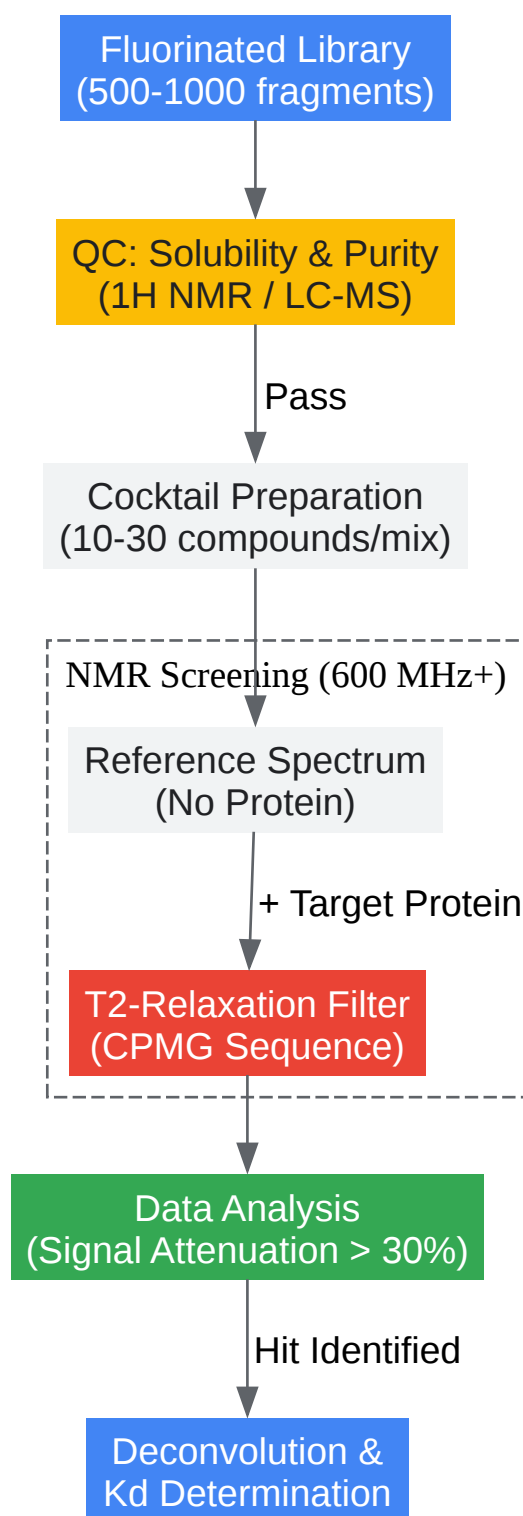 Fluorinated Library
(500-1000 fragments)
QC: Solubility & Purity
(1H NMR / LC-MS)
Pass
Cocktail Preparation
(10-30 compounds/mix)
NMR Screening (600 MHz+)
Reference Spectrum
(No Protein)
+ Target Protein
T2-Relaxation Filter
(CPMG Sequence)
Data Analysis
(Signal Attenuation > 30%)
Hit Identified
Deconvolution &
Kd Determination